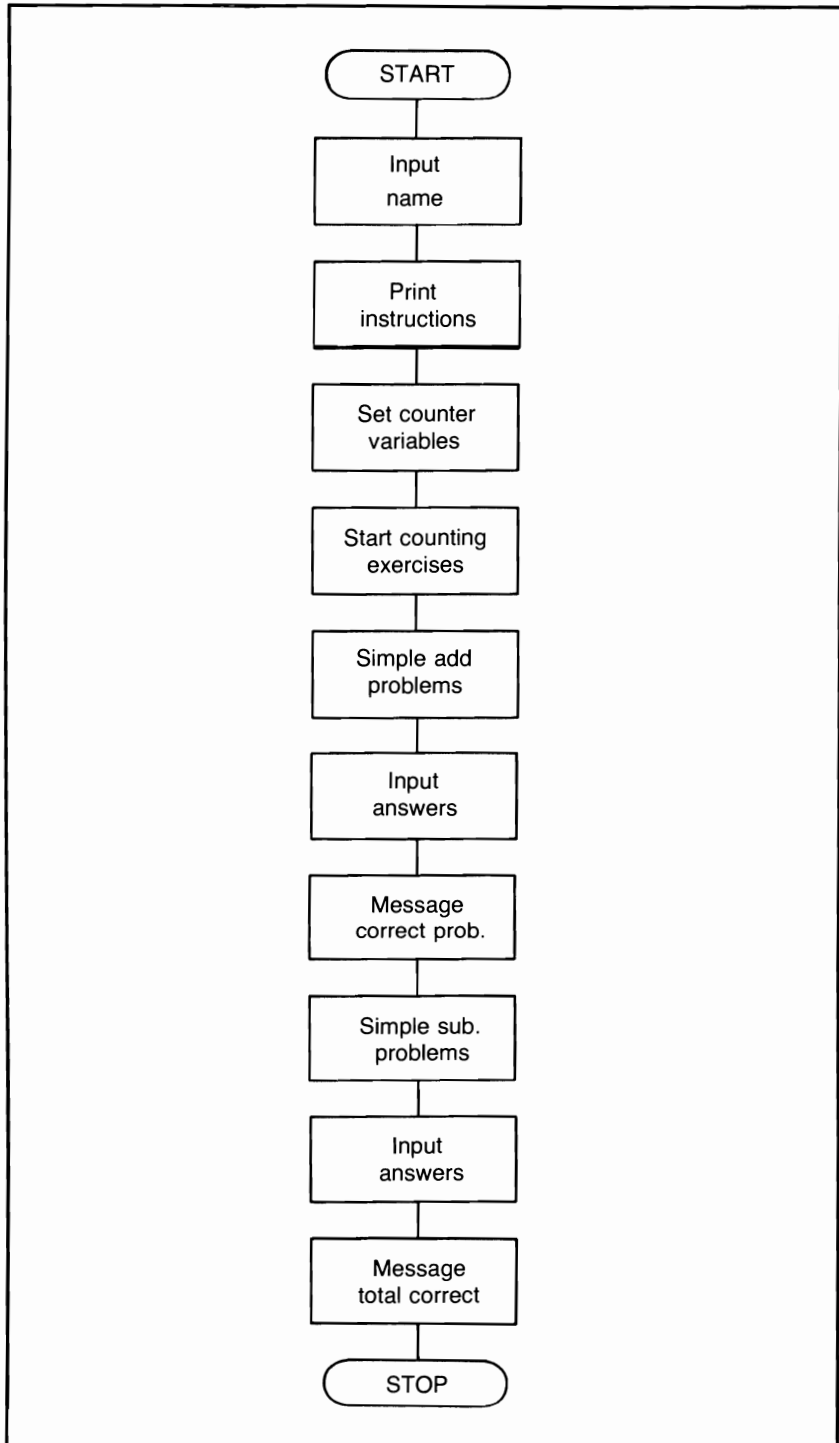 START
Input
name
Print
instructions
Set counter
variables
Start counting
exercises
Simple add
problems
Input
answers
Message
correct prob.
Simple sub.
problems
Input
answers
Message
total correct
STOP